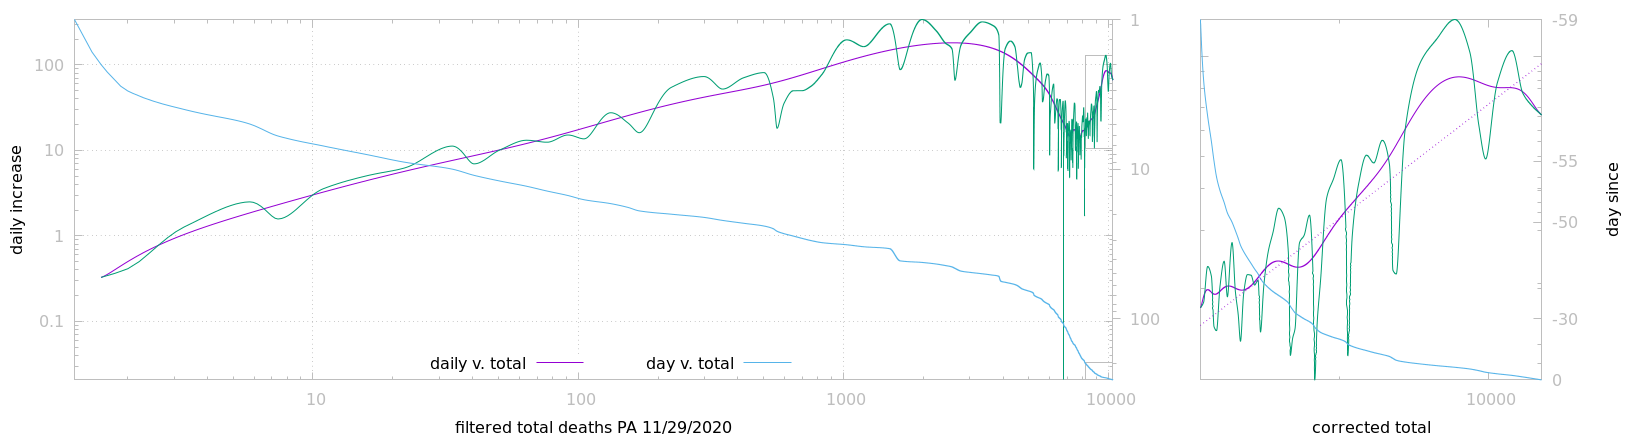 daily increase
100
10
1
0.1
daily v. total
day v. total
10
100
1000
10000
filtered total deaths PA 11/29/2020
1
10
100
-59
-55
-50
-30
0
day since
10000
corrected total